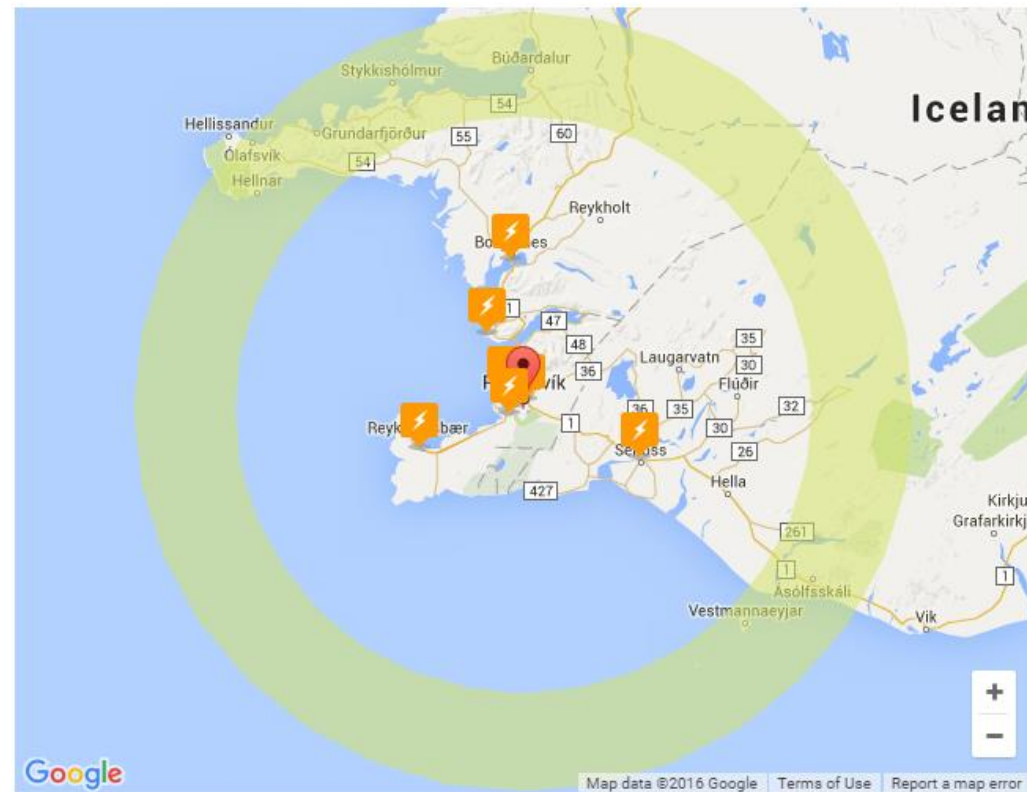 Búðardalur
Stykkishólmur
54
Icelan
Hellissandur
Grundarfjörður
55
60
Ólafsvík
54
Hellnar
Reykholt
1
47
48
35
36
Laugarvatn
30
Flúðir
36
35
32
1
30
26
427
Hella
261
Kirkju
Grafarkirkj
1
1
Ásólfsskáli
Vestmannaeyjar
Vik
+
−
Google
Map data ©2016 Google
Terms of Use
Report a map error